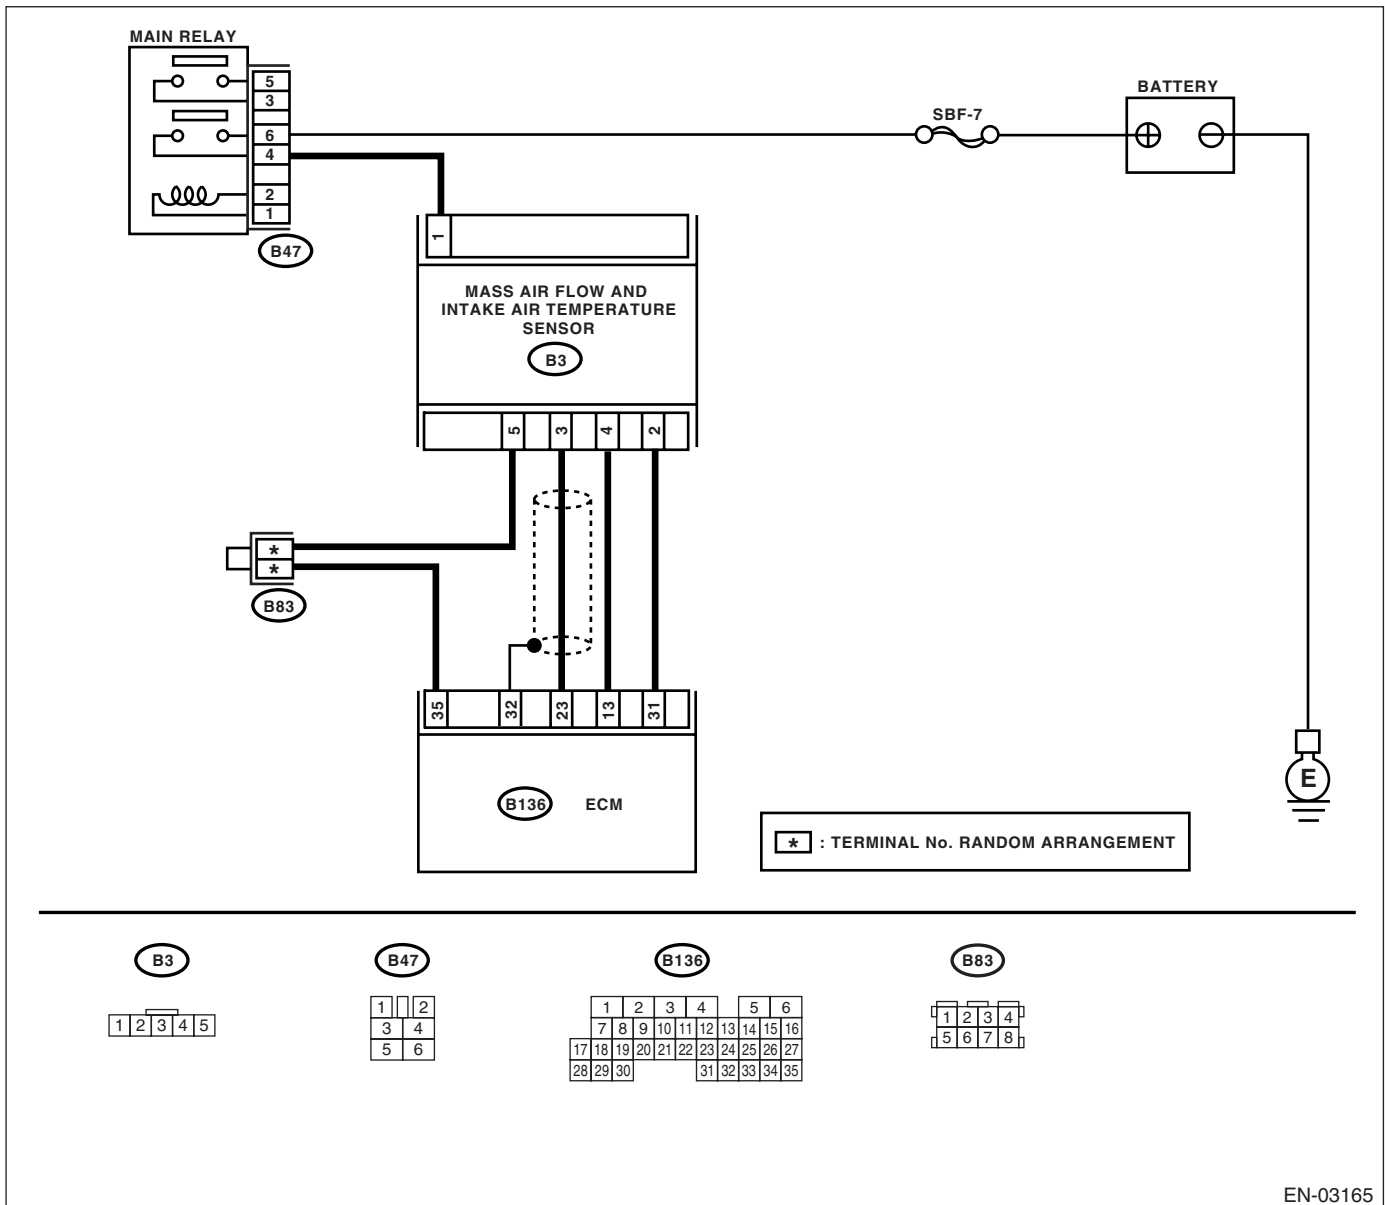 MAIN RELAY
5
3
6
4
2
1
B47
SBF-7
BATTERY
1
MASS AIR FLOW AND
INTAKE AIR TEMPERATURE
SENSOR
B3
5 3 4 2
*
*
B83
35 32 23 13 31
B136 ECM
E
* : TERMINAL No. RANDOM ARRANGEMENT
B3 B47 B136 B83
1 2 3 4 5
1 2
3 4
5 6
1 2 3 4 5 6
7 8 9 10 11 12 13 14 15 16
17 18 19 20 21 22 23 24 25 26 27
28 29 30 31 32 33 34 35
1 2 3 4
5 6 7 8
EN-03165